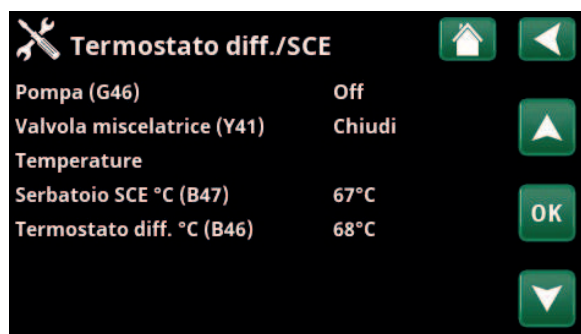 Termostato diff./SCE
Pompa (G46) Off
Valvola miscelatrice (Y41) Chiudi
Temperature
Serbatoio SCE °C (B47) 67°C
Termostato diff. °C (B46) 68°C
OK